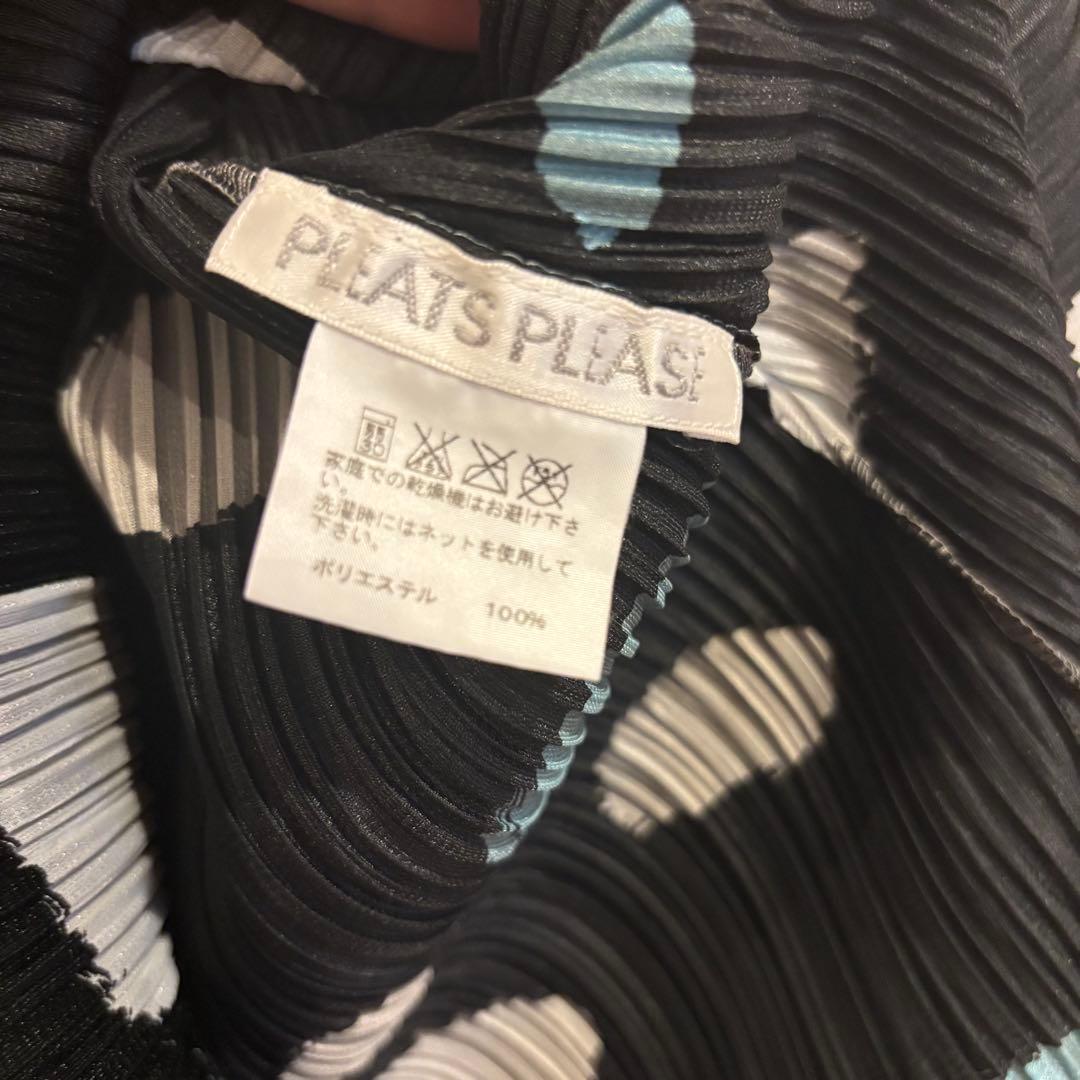 PLEATS PLEASE
家庭での乾燥機はお避け下さ
い。
洗濯時にはネットを使用して
下さい。
ポリエステル 100%